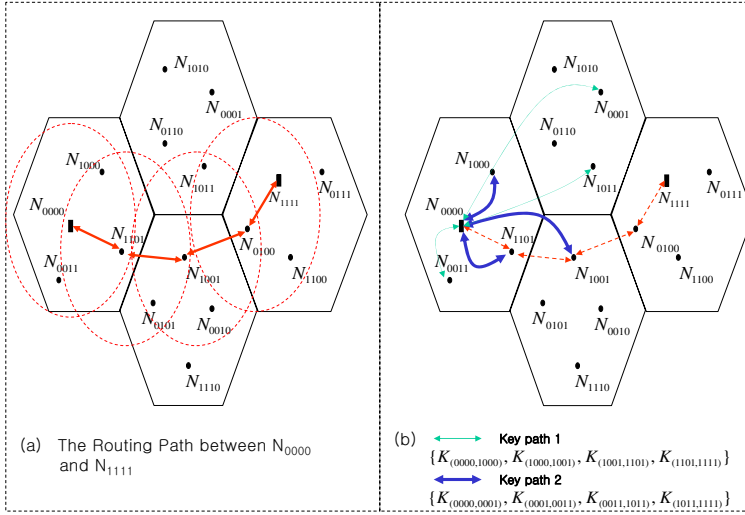 N1010
N0001
N0110
N1000
N1011
N0000
N1111
N0111
N1101
N0100
N0011
N1001
N1100
N0101
N0010
N1110
(a) The Routing Path between N0000
and N1111
N1010
N0001
N0110
N1000
N1011
N0000
N1111
N0111
N1101
N0100
N0011
N1001
N1100
N0101
N0010
N1110
(b) Key path 1
{K(0000,1000), K(1000,1001), K(1001,1101), K(1101,1111)}
Key path 2
{K(0000,0001), K(0001,0011), K(0011,1011), K(1011,1111)}